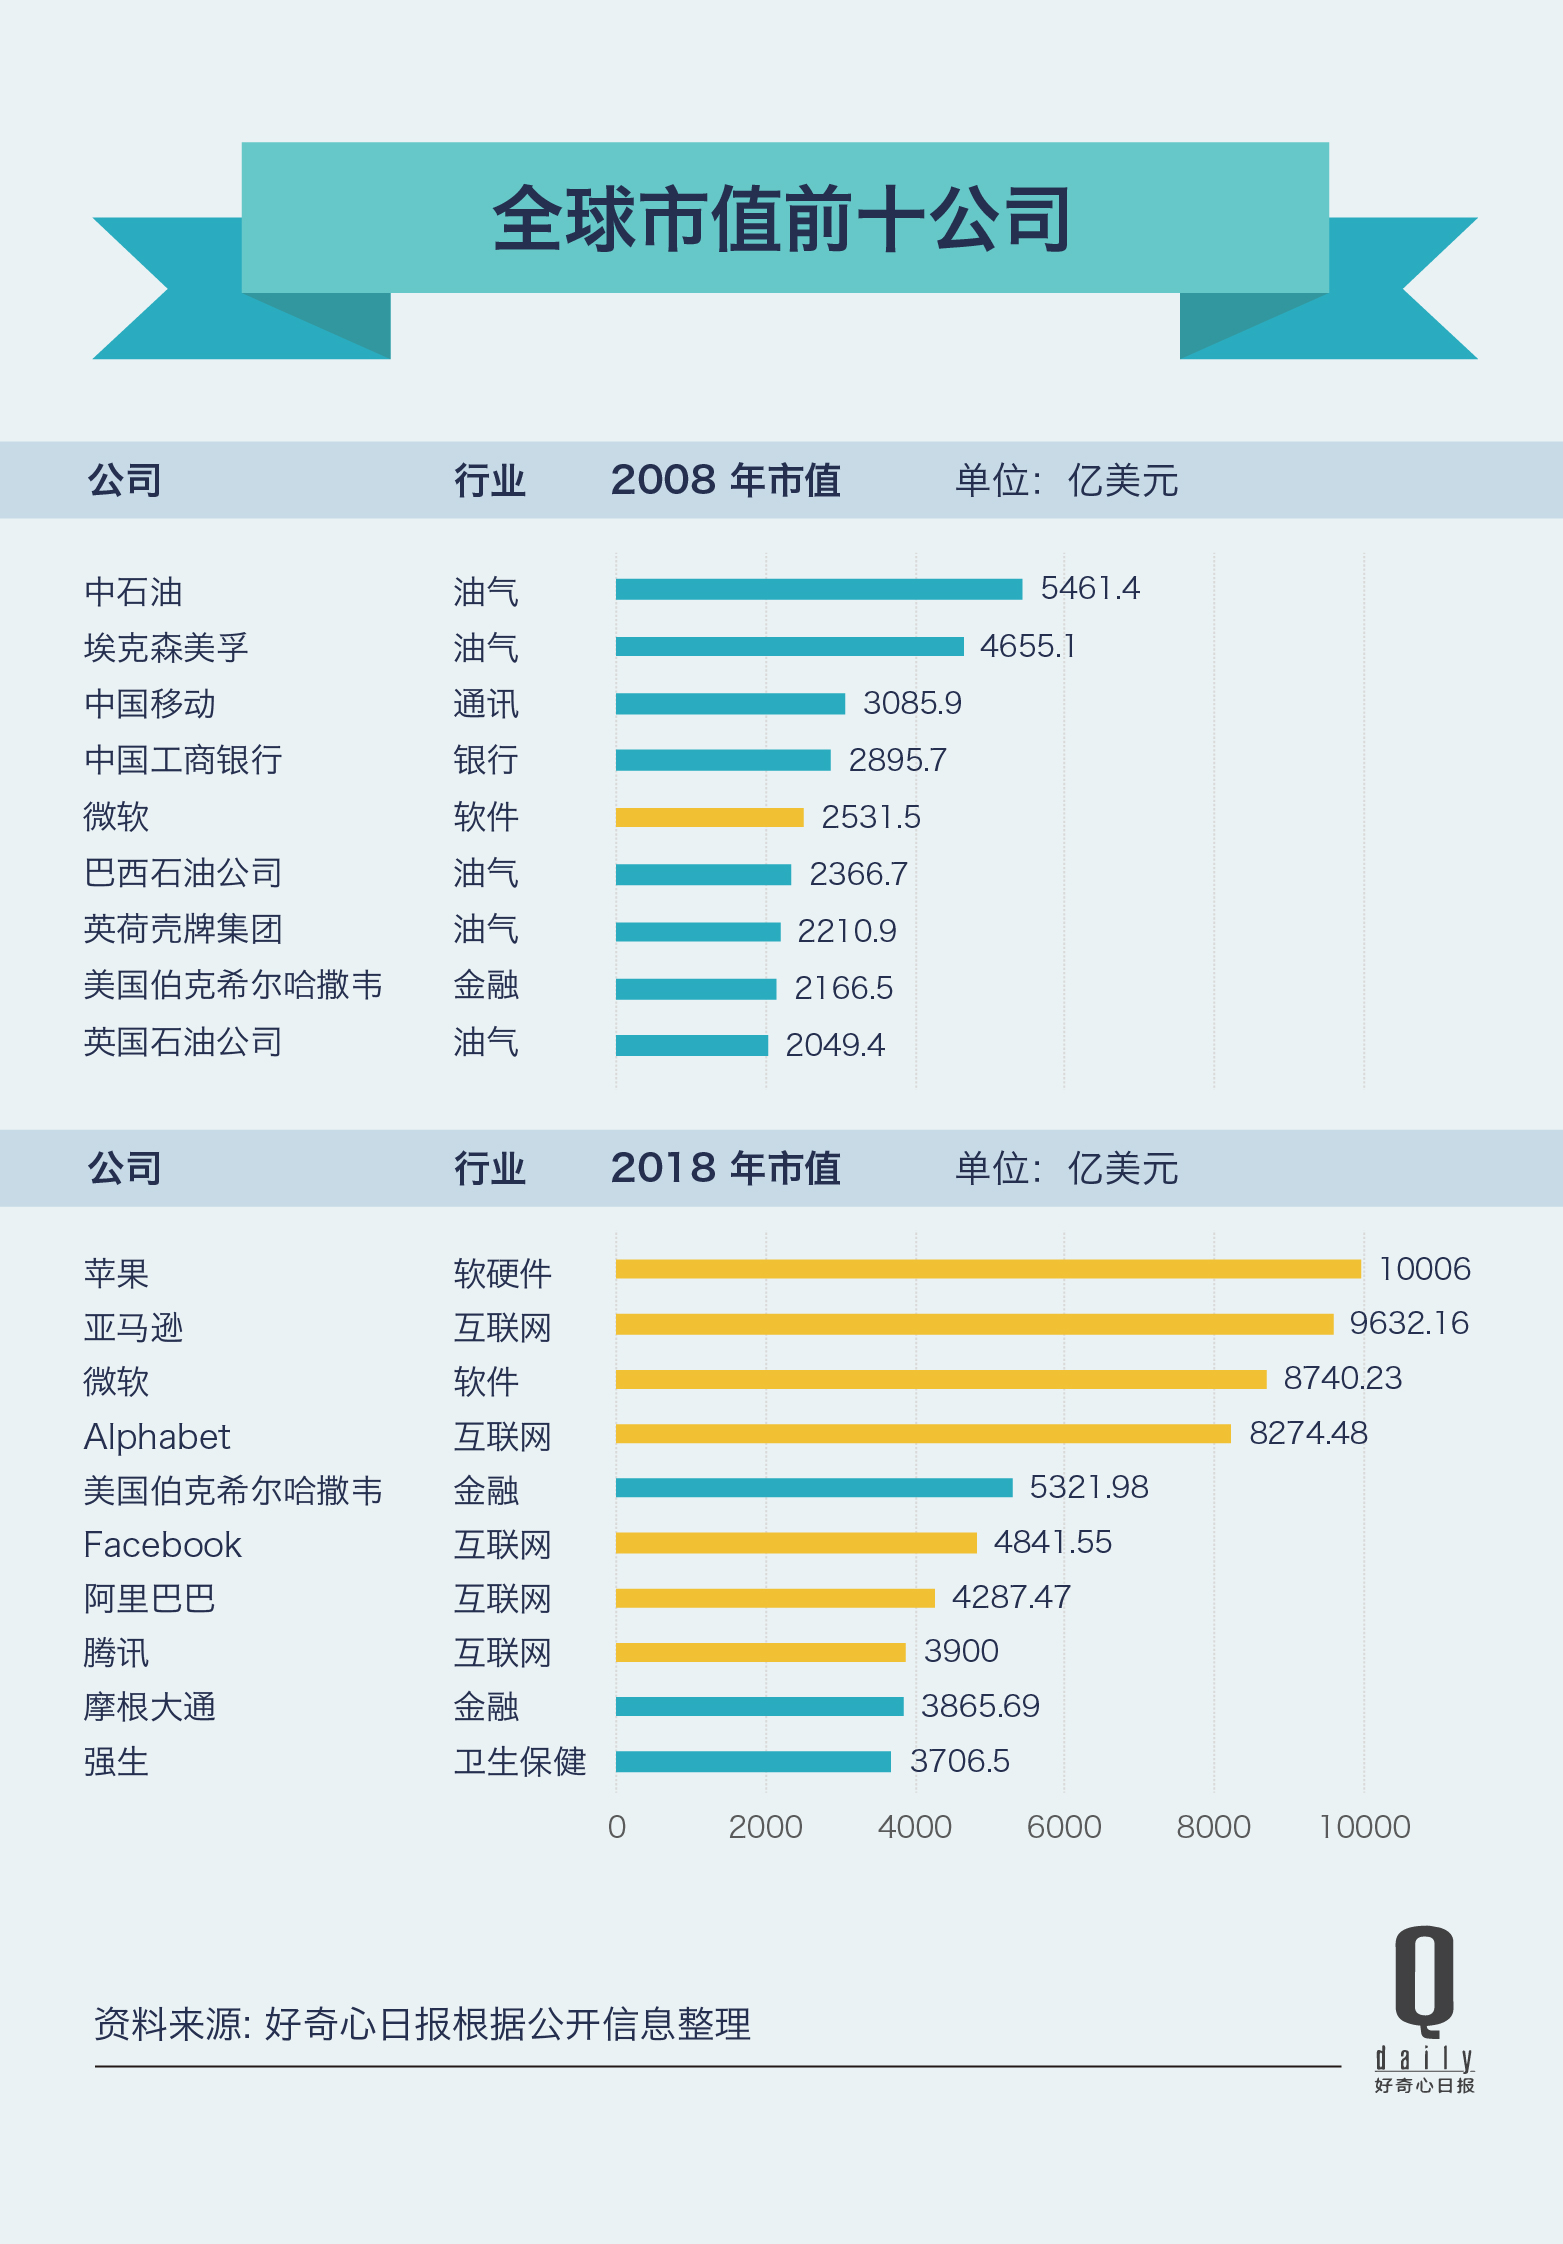 全球市值前十公司
公司 行业 2008 年市值 单位：亿美元
中石油 油气 5461.4
埃克森美孚 油气 4655.1
中国移动 通讯 3085.9
中国工商银行 银行 2895.7
微软 软件 2531.5
巴西石油公司 油气 2366.7
英荷壳牌集团 油气 2210.9
美国伯克希尔哈撒韦 金融 2166.5
英国石油公司 油气 2049.4
公司 行业 2018 年市值 单位：亿美元
苹果 软硬件 10006
亚马逊 互联网 9632.16
微软 软件 8740.23
Alphabet 互联网 8274.48
美国伯克希尔哈撒韦 金融 5321.98
Facebook 互联网 4841.55
阿里巴巴 互联网 4287.47
腾讯 互联网 3900
摩根大通 金融 3865.69
强生 卫生保健 3706.5
0 2000 4000 6000 8000 10000
资料来源: 好奇心日报根据公开信息整理
Q
daily
好奇心日报